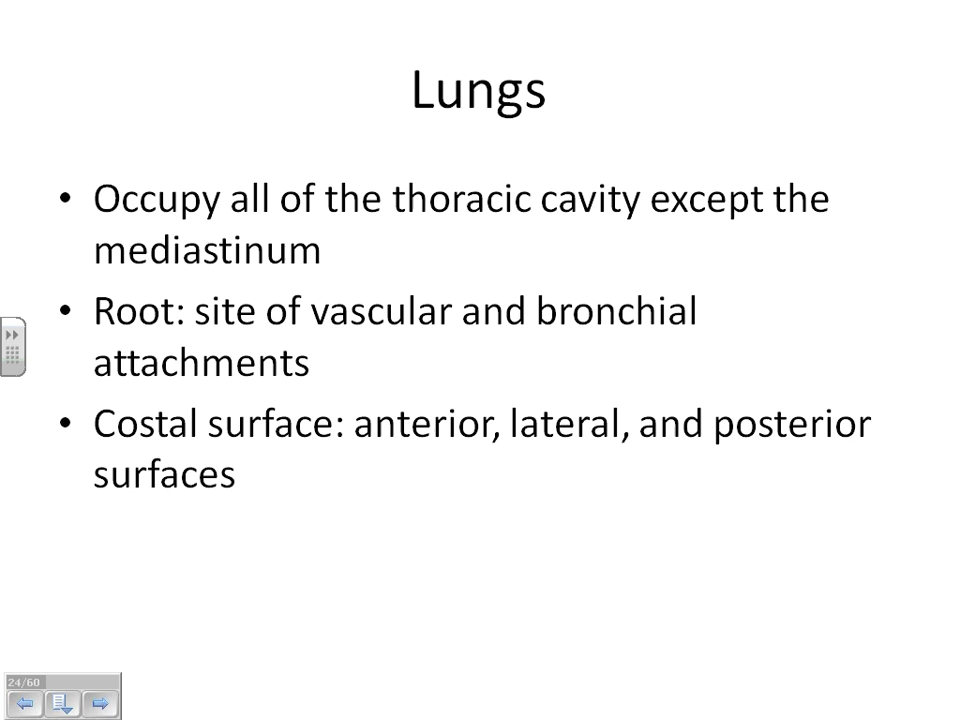 Lungs
• Occupy all of the thoracic cavity except the
mediastinum
• Root: site of vascular and bronchial
attachments
• Costal surface: anterior, lateral, and posterior
surfaces
24/60